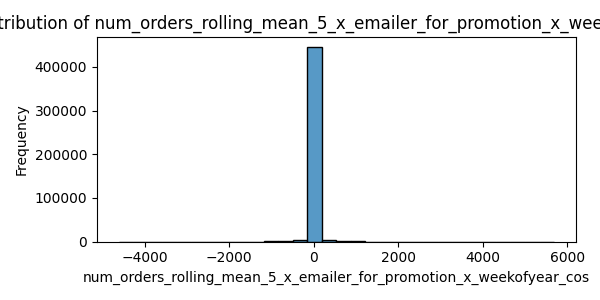 tribution of num_orders_rolling_mean_5_x_emailer_for_promotion_x_wee
400000
300000
200000
100000
0
Frequency
−4000 −2000 0 2000 4000 6000
num_orders_rolling_mean_5_x_emailer_for_promotion_x_weekofyear_cos